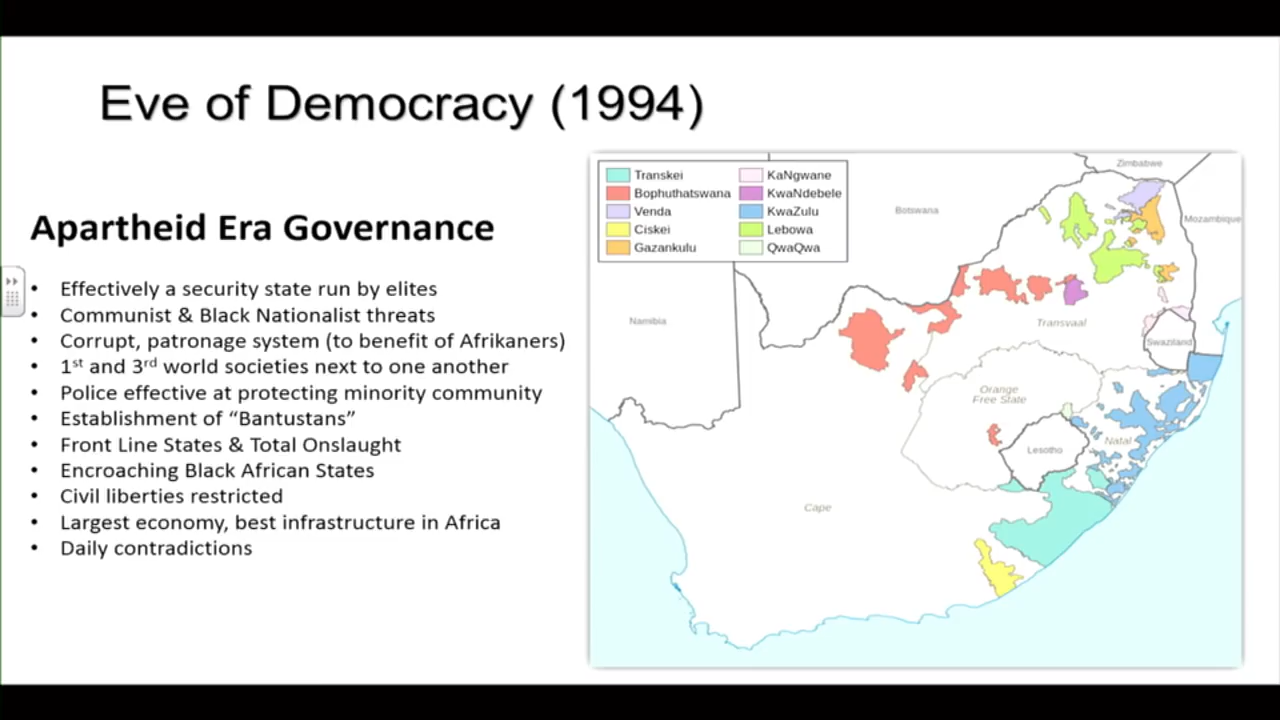 Eve of Democracy (1994)
Apartheid Era Governance
• Effectively a security state run by elites
• Communist & Black Nationalist threats
• Corrupt, patronage system (to benefit of Afrikaners)
• 1st and 3rd world societies next to one another
• Police effective at protecting minority community
• Establishment of “Bantustans”
• Front Line States & Total Onslaught
• Encroaching Black African States
• Civil liberties restricted
• Largest economy, best infrastructure in Africa
• Daily contradictions
Transkei
Bophuthatswana
Venda
Ciskei
Gazankulu
KaNgwane
KwaNdebele
KwaZulu
Lebowa
QwaQwa
Zimbabwe
Botswana
Mozambique
Namibia
Transvaal
Swaziland
Orange
Free State
Natal
Lesotho
Cape